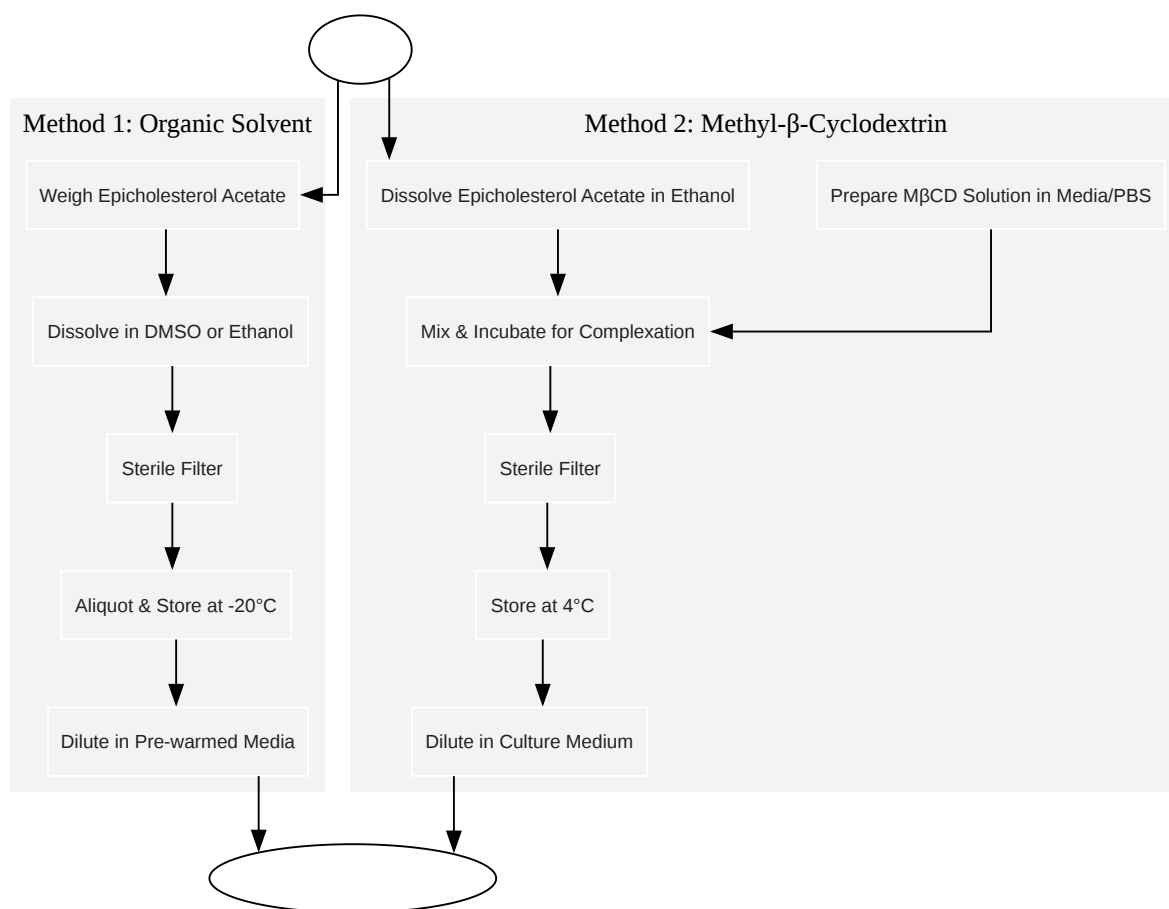 Method 1: Organic Solvent
Weigh Epicholesterol Acetate
Dissolve in DMSO or Ethanol
Sterile Filter
Aliquot & Store at -20°C
Dilute in Pre-warmed Media
Method 2: Methyl-β-Cyclodextrin
Dissolve Epicholesterol Acetate in Ethanol
Prepare MβCD Solution in Media/PBS
Mix & Incubate for Complexation
Sterile Filter
Store at 4°C
Dilute in Culture Medium